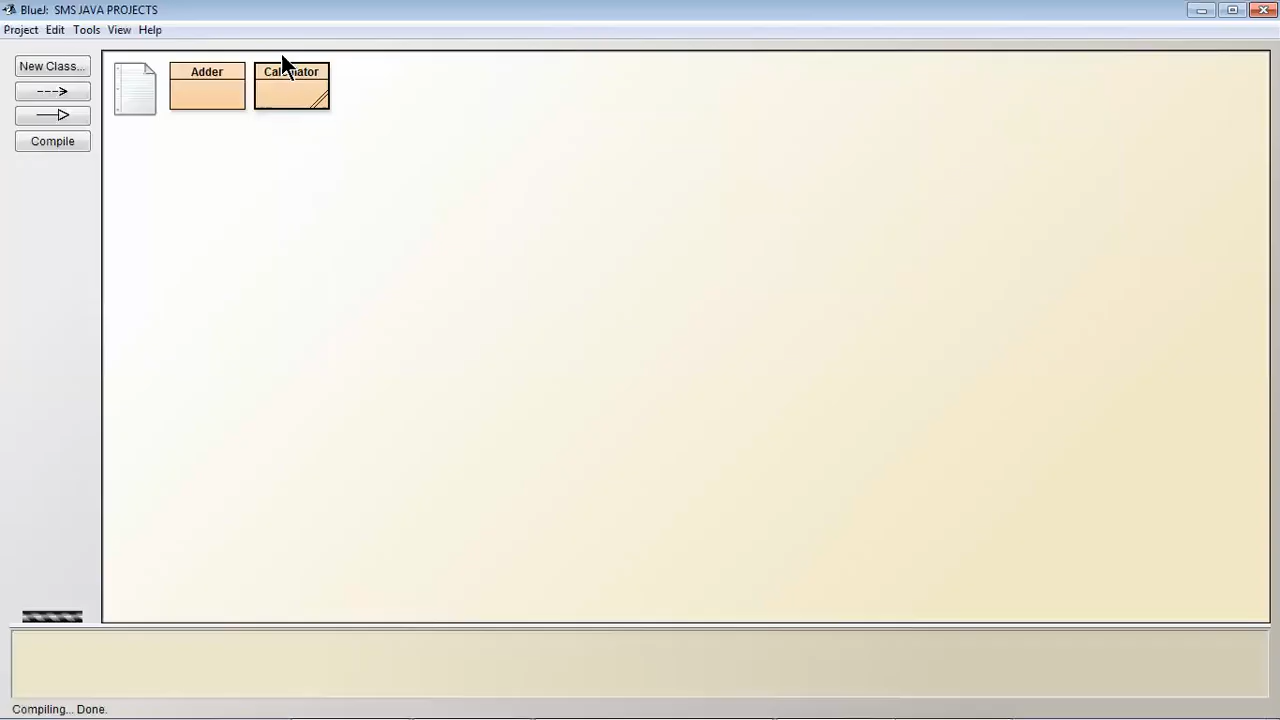 BlueJ: SMS JAVA PROJECTS
Project Edit Tools View Help
New Class...
Compile
Adder
Compiling... Done.